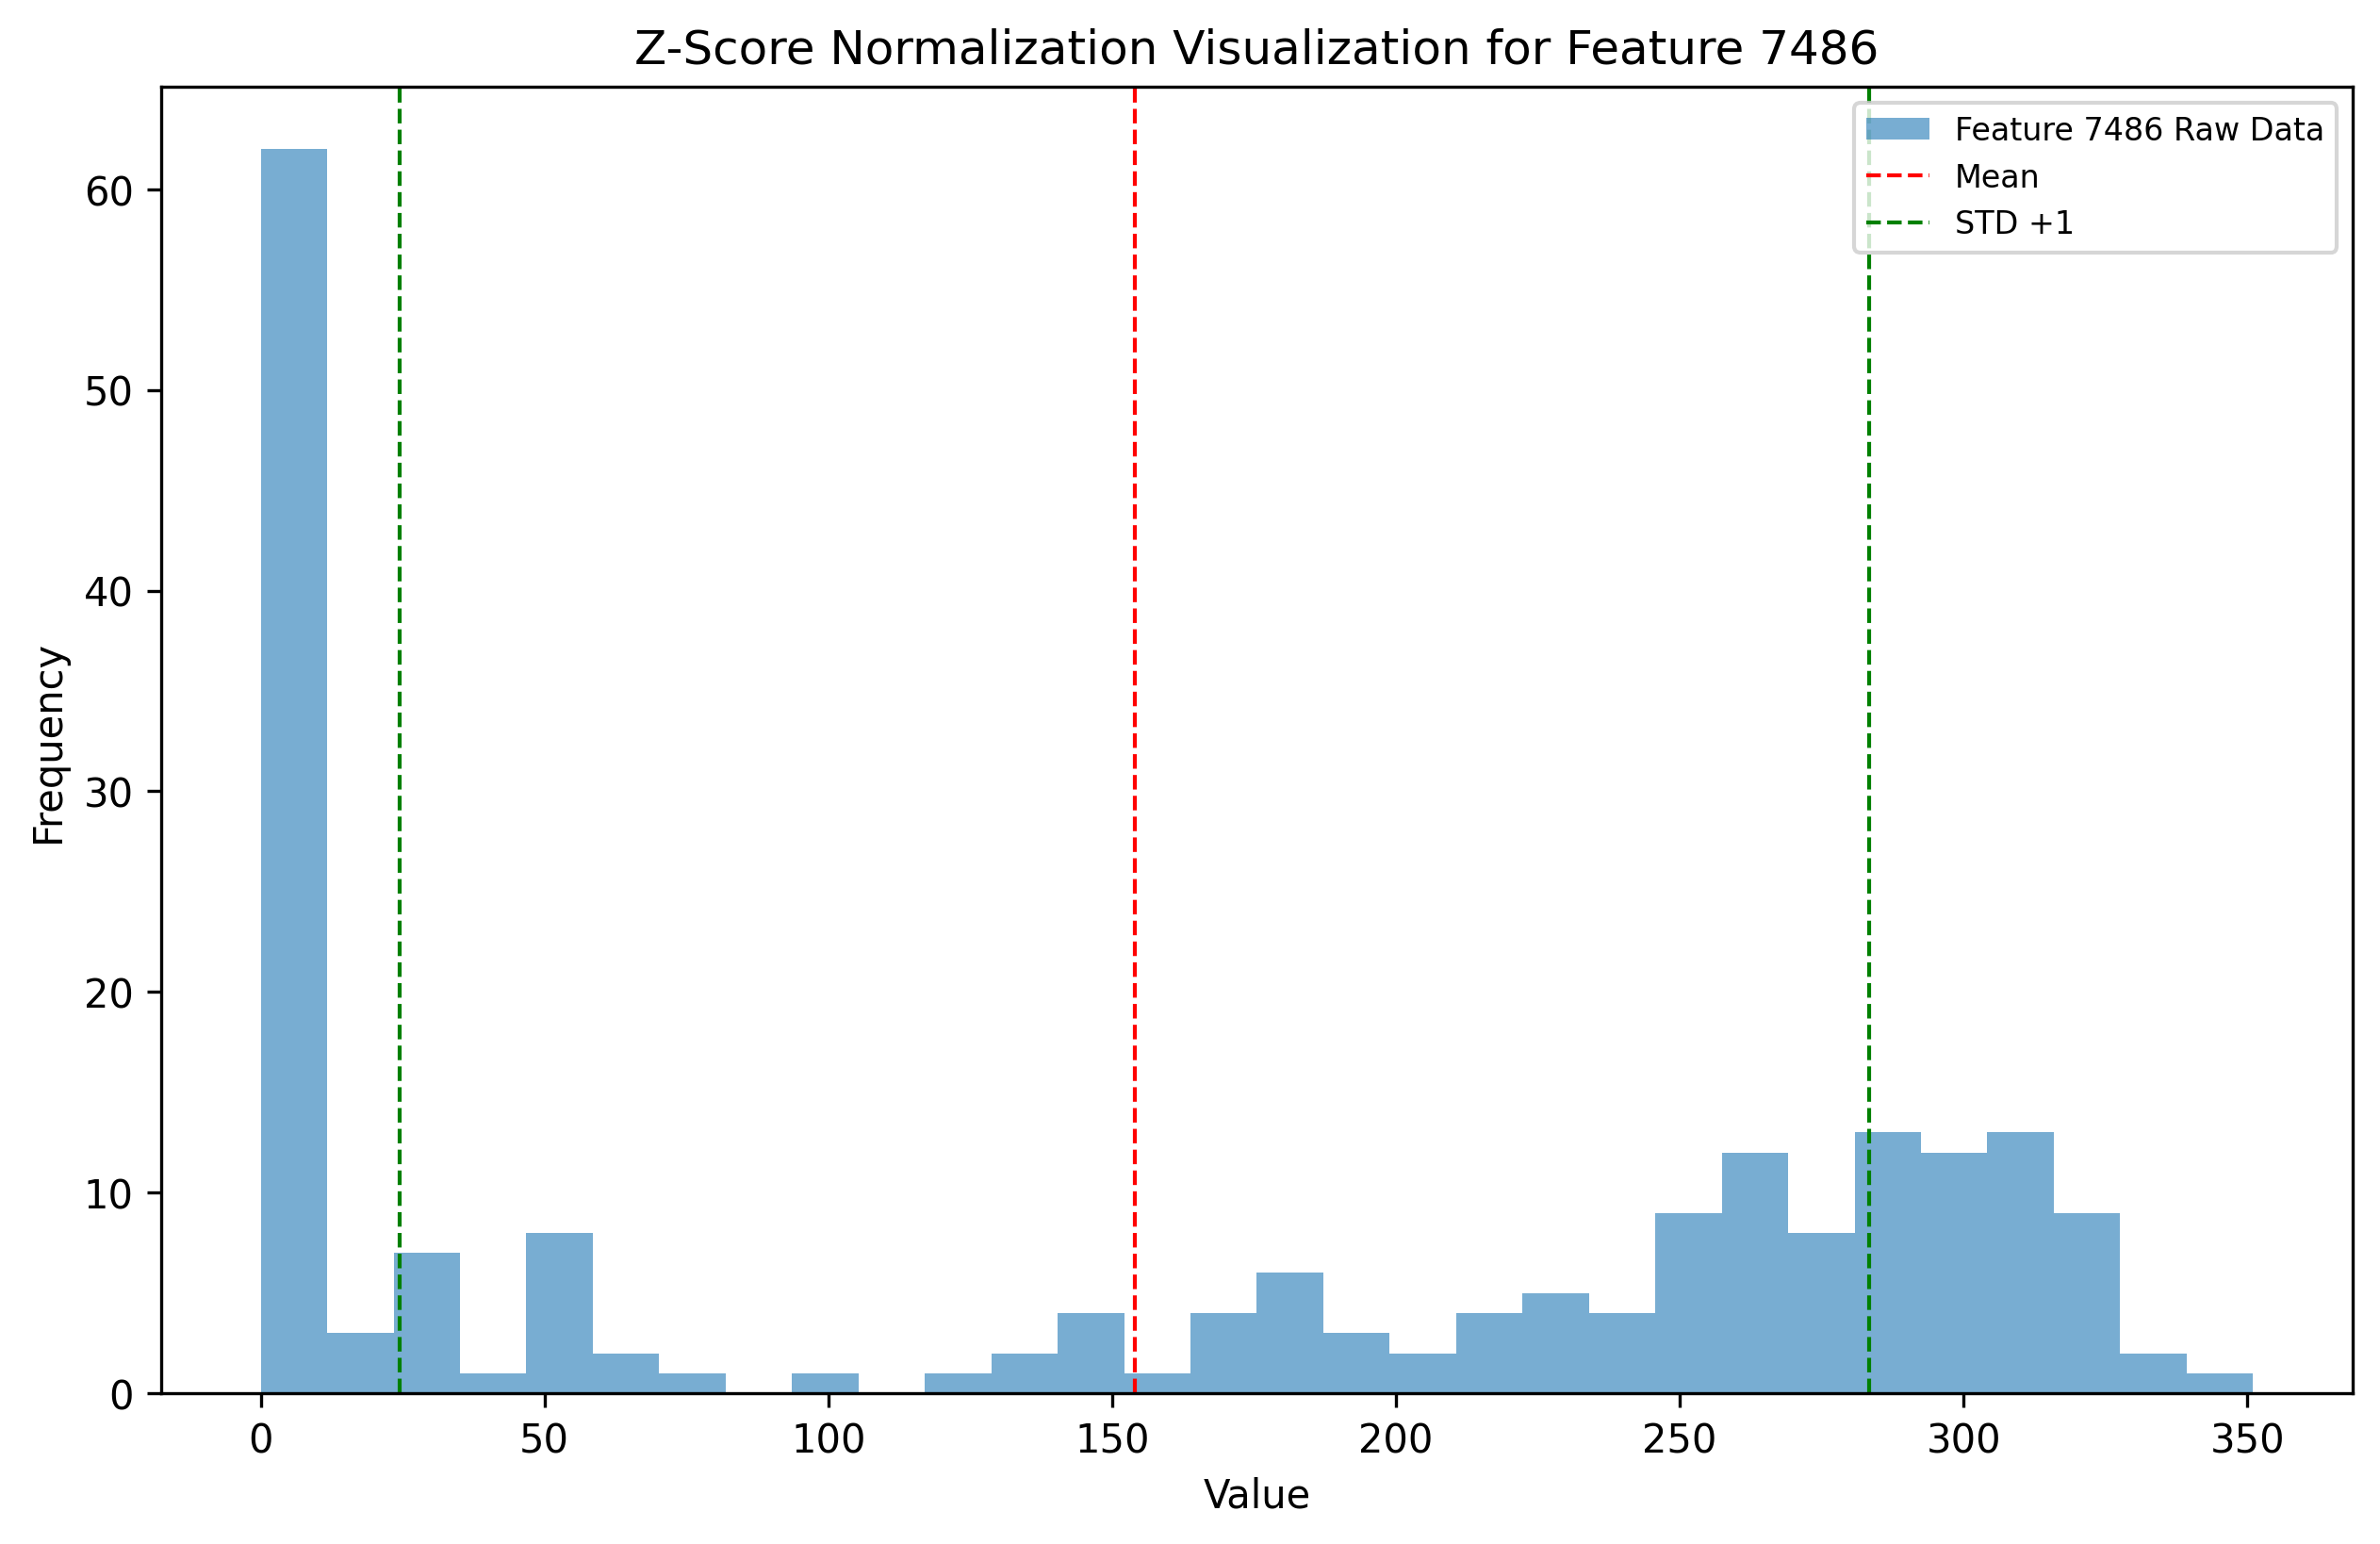 Z-Score Normalization Visualization for Feature 7486
Feature 7486 Raw Data
Mean
STD +1
Frequency
60
50
40
30
20
10
0
0 50 100 150 200 250 300 350
Value